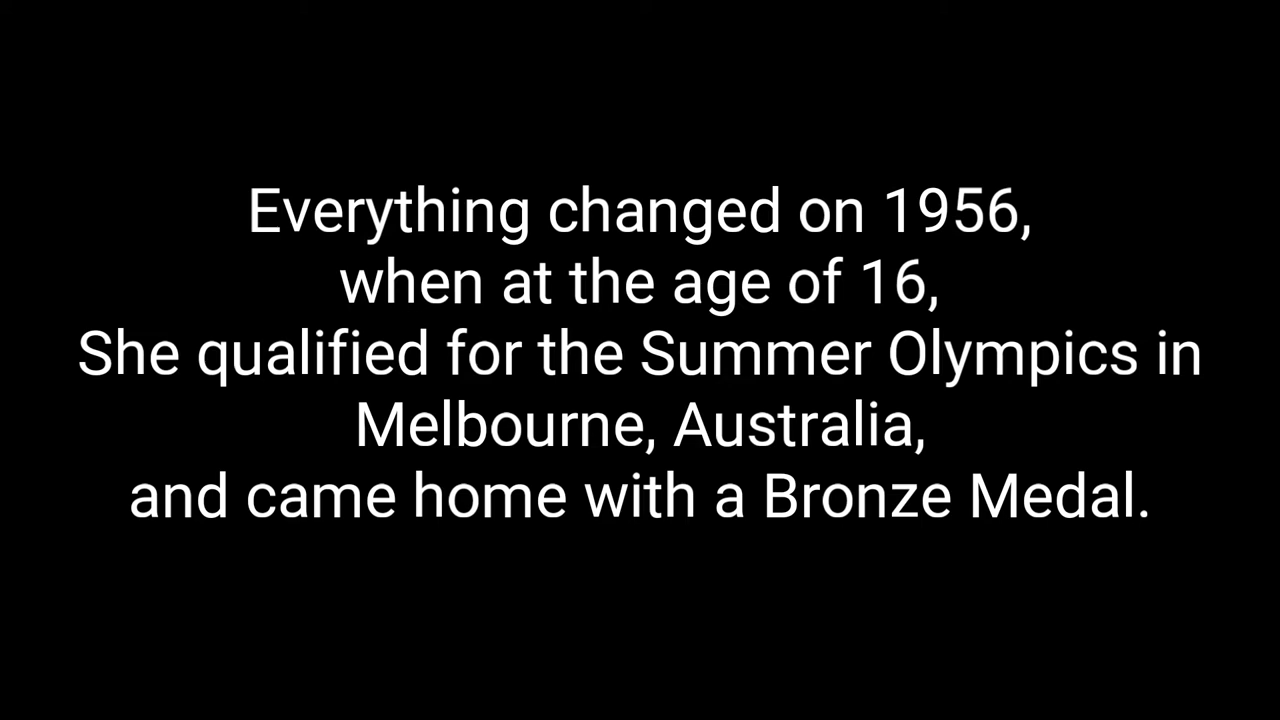 Everything changed on 1956,
when at the age of 16,
She qualified for the Summer Olympics in
Melbourne, Australia,
and came home with a Bronze Medal.